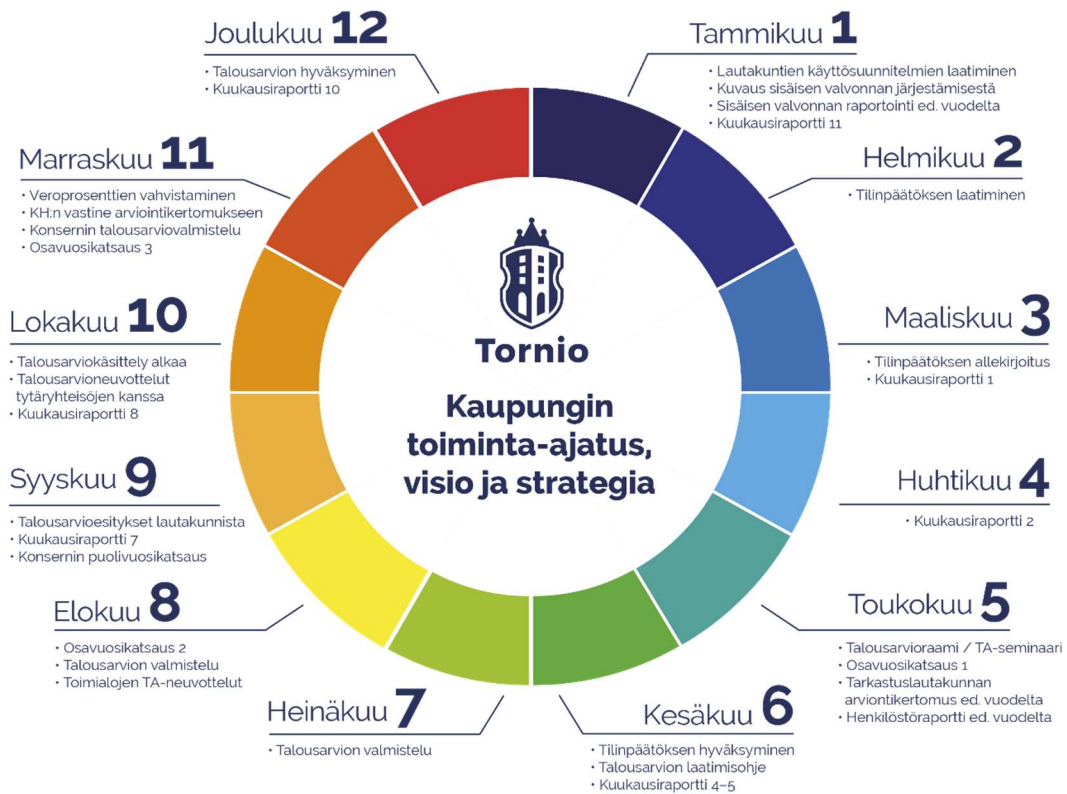 Joulukuu 12
• Talousarvion hyväksyminen
• Kuukausiraportti 10
Tammikuu 1
• Lautakuntien käyttösuunnitelmien laatiminen
• Kuvaus sisäisen valvonnan järjestämisestä
• Sisäisen valvonnan raportointi ed. vuodelta
• Kuukausiraportti 11
Marraskuu 11
• Veroprosenttien vahvistaminen
• KH:n vastine arviointikertomukseen
• Konsernin talousarviovalmistelu
• Osavuosikatsaus 3
Helmikuu 2
• Tilinpäätöksen laatiminen
Lokakuu 10
• Talousarviokäsittely alkaa
• Talousarvioneuvottelut
tytäryhteisöjen kanssa
• Kuukausiraportti 8
Maaliskuu 3
• Tilinpäätöksen allekirjoitus
• Kuukausiraportti 1
Tornio
Kaupungin
toiminta-ajatus,
visio ja strategia
Syyskuu 9
• Talousarvioesitykset lautakunnista
• Kuukausiraportti 7
• Konsernin puolivuosikatsaus
Huhtikuu 4
• Kuukausiraportti 2
Elokuu 8
• Osavuosikatsaus 2
• Talousarvion valmistelu
• Toimialojen TA-neuvottelut
Toukokuu 5
• Talousarvioraami / TA-seminaari
• Osavuosikatsaus 1
• Tarkastuslautakunnan
arviontikertomus ed. vuodelta
• Henkilöstöraportti ed. vuodelta
Heinäkuu 7
• Talousarvion valmistelu
Kesäkuu 6
• Tilinpäätöksen hyväksyminen
• Talousarvion laatimisohje
• Kuukausiraportti 4–5